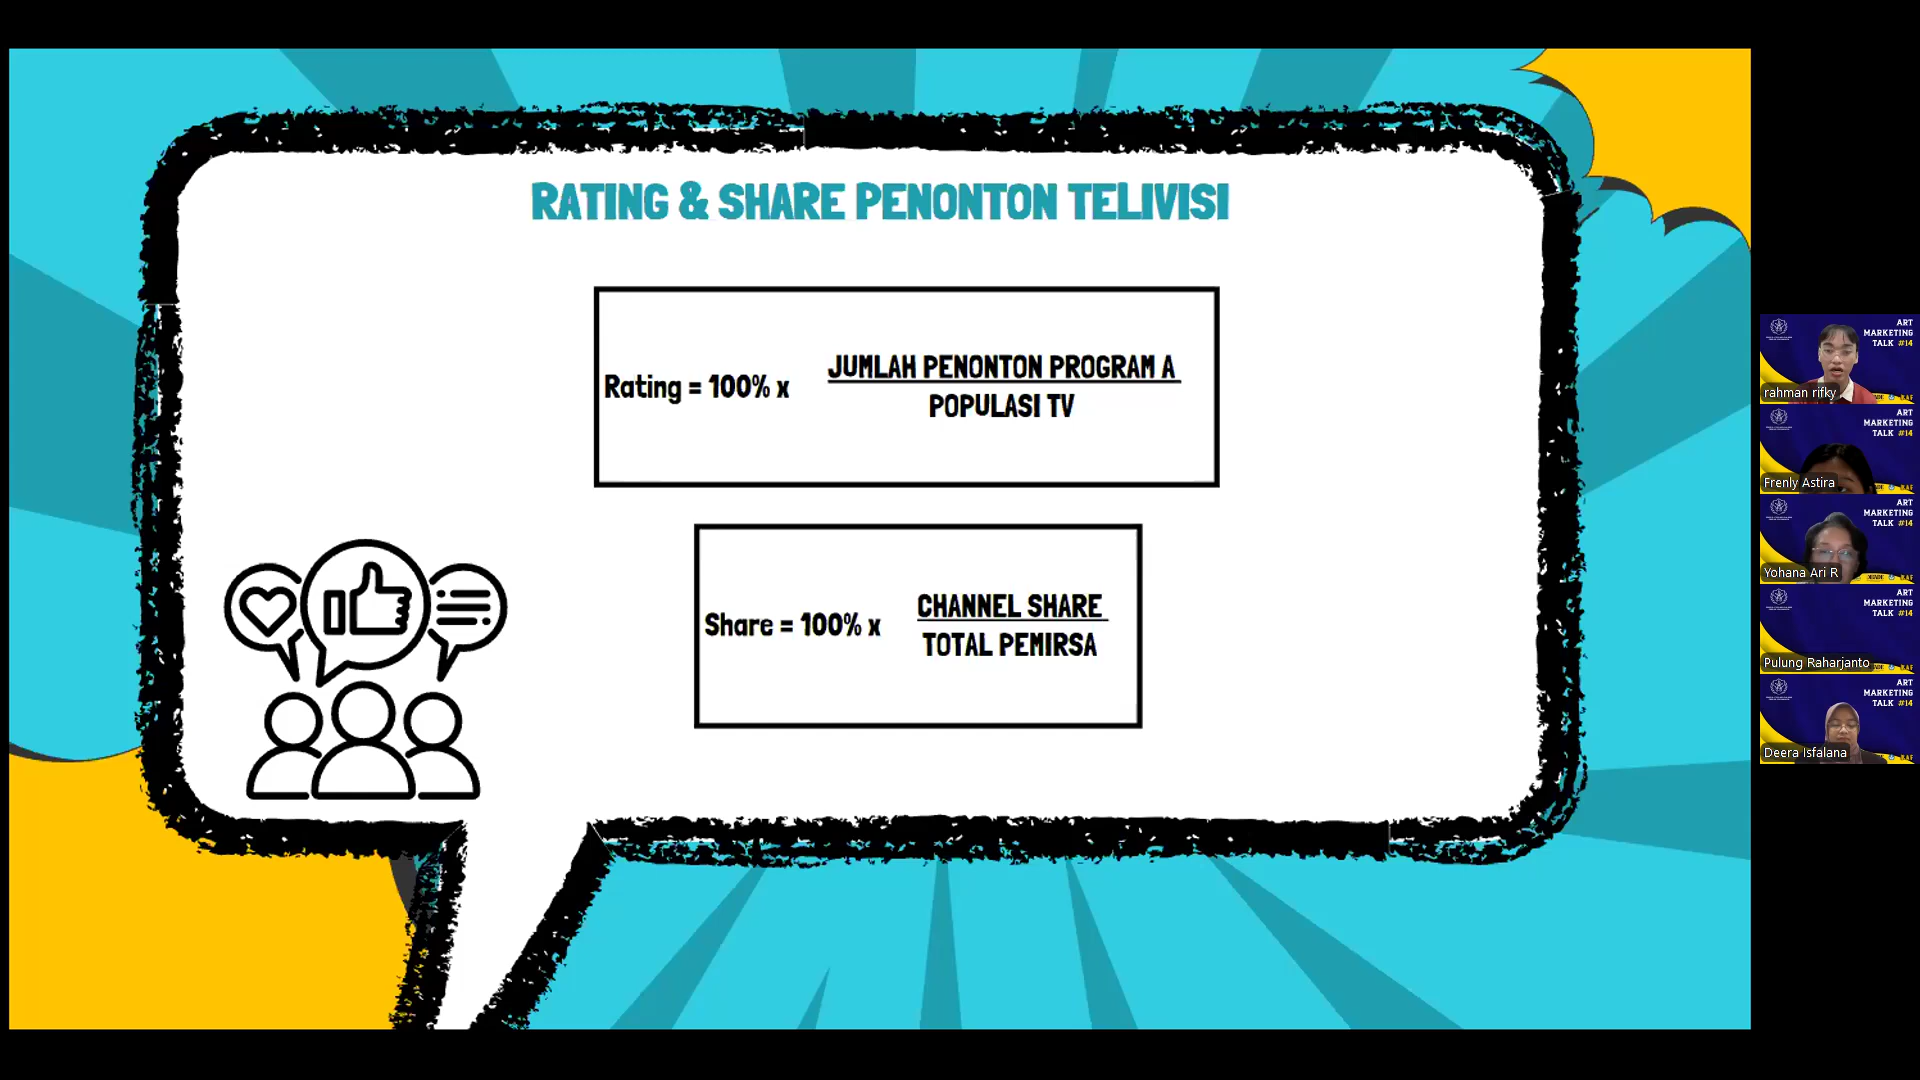 RATING & SHARE PENONTON TELIVISI
Rating = 100% x
JUMLAH PENONTON PROGRAM A
POPULASI TV
Share = 100% x
CHANNEL SHARE
TOTAL PEMIRSA
ART
MARKETING
TALK #14
rahman rifky
ART
MARKETING
TALK #14
Frenly Astira
ART
MARKETING
TALK #14
Yohana Ari R
ART
MARKETING
TALK #14
Pulung Raharjanto
ART
MARKETING
TALK #14
Deera Isfalana